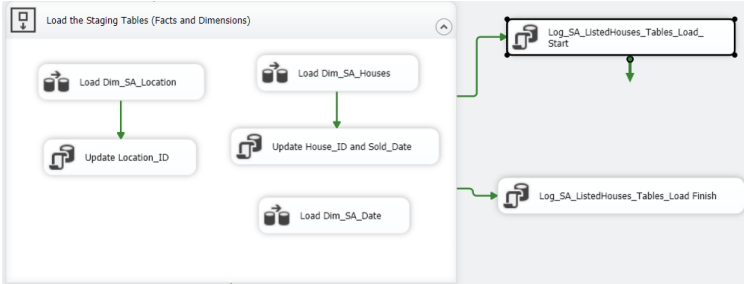 Load the Staging Tables (Facts and Dimensions)
Log_SA_ListedHouses_Tables_Load_
Start
Load Dim_SA_Location
Load Dim_SA_Houses
Update Location_ID
Update House_ID and Sold_Date
Log_SA_ListedHouses_Tables_Load Finish
Load Dim_SA_Date